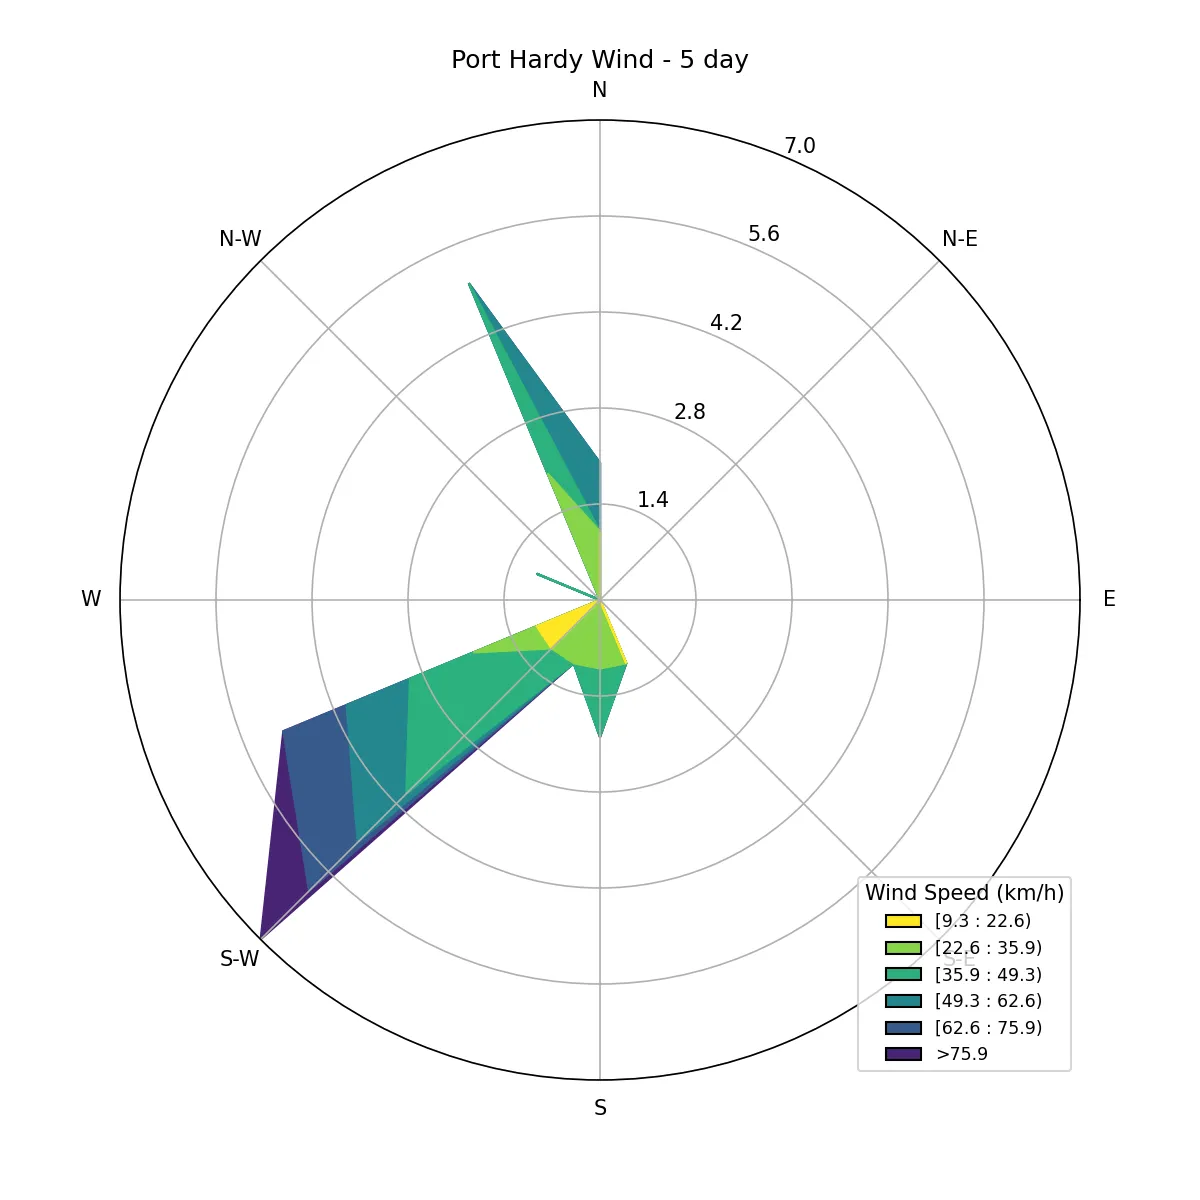 Port Hardy Wind - 5 day
N
7.0
N-W
5.6
N-E
4.2
2.8
1.4
W
E
S-W
S-E
S
Wind Speed (km/h)
[9.3 : 22.6)
[22.6 : 35.9)
[35.9 : 49.3)
[49.3 : 62.6)
[62.6 : 75.9)
>75.9